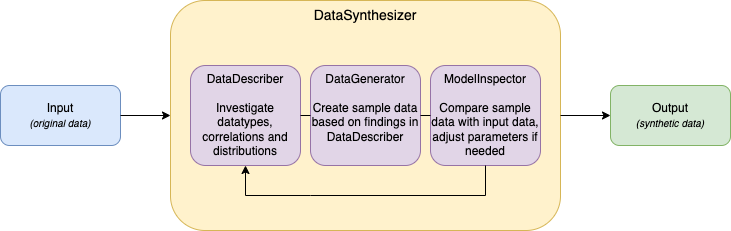 DataSynthesizer
Input
(original data)
DataDescriber
Investigate
datatypes,
correlations and
distributions
DataGenerator
Create sample data
based on findings in
DataDescriber
ModelInspector
Compare sample
data with input data,
adjust parameters if
needed
Output
(synthetic data)